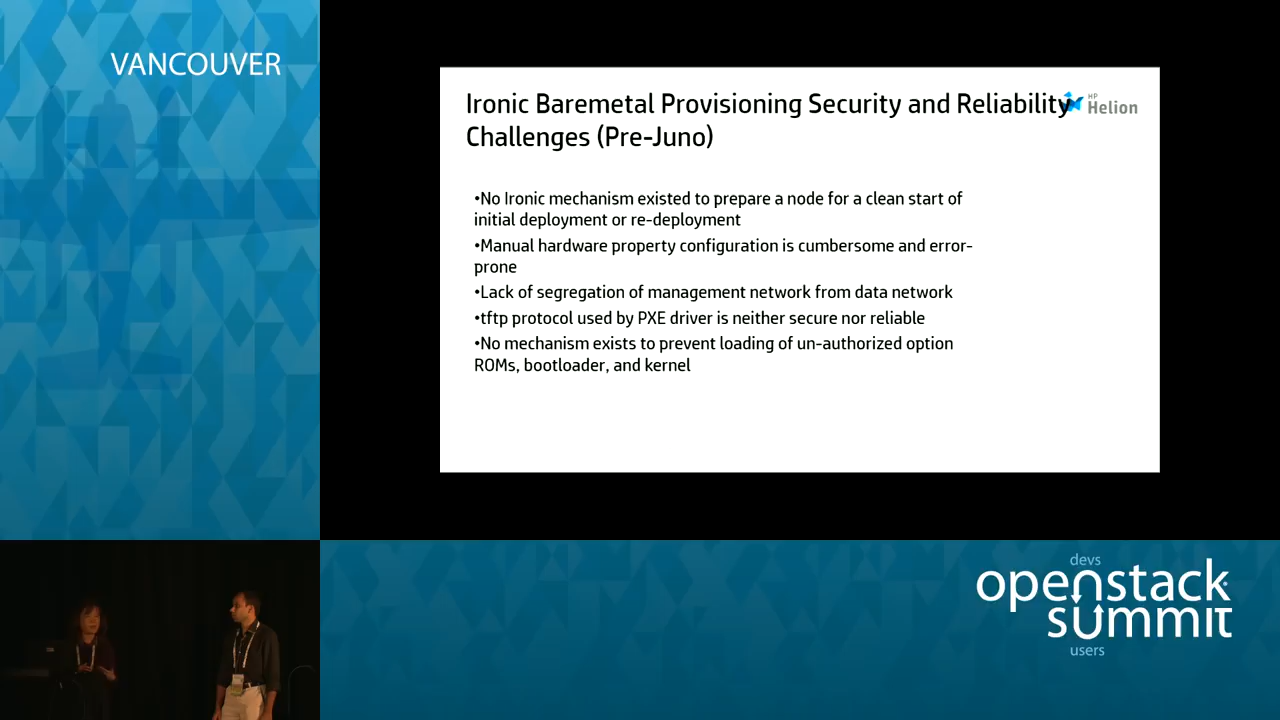 VANCOUVER
Ironic Baremetal Provisioning Security and Reliability
Challenges (Pre-Juno)
HP
Helion
•No Ironic mechanism existed to prepare a node for a clean start of
initial deployment or re-deployment
•Manual hardware property configuration is cumbersome and error-
prone
•Lack of segregation of management network from data network
•tftp protocol used by PXE driver is neither secure nor reliable
•No mechanism exists to prevent loading of un-authorized option
ROMs, bootloader, and kernel
devs
openstack
summit
users